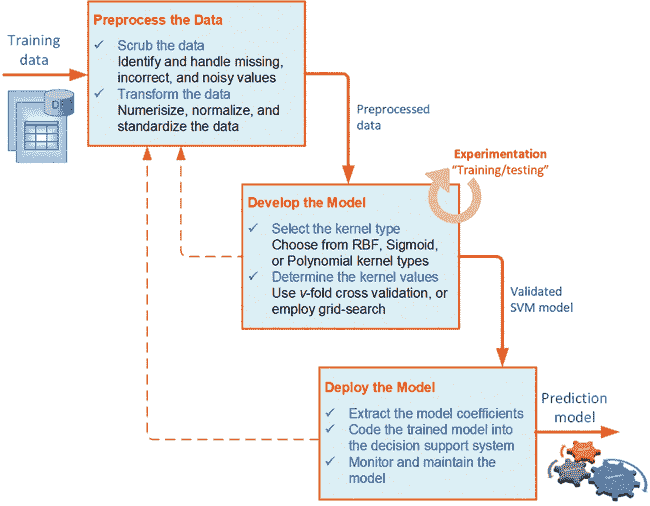 Training
data
Preprocess the Data
✓ Scrub the data
Identify and handle missing,
incorrect, and noisy values
✓ Transform the data
Numerisize, normalize, and
standardize the data
Preprocessed
data
Experimentation
“Training/testing”
Develop the Model
✓ Select the kernel type
Choose from RBF, Sigmoid,
or Polynomial kernel types
✓ Determine the kernel values
Use v-fold cross validation, or
employ grid-search
Validated
SVM model
Deploy the Model
✓ Extract the model coefficients
✓ Code the trained model into
the decision support system
✓ Monitor and maintain the
model
Prediction
model